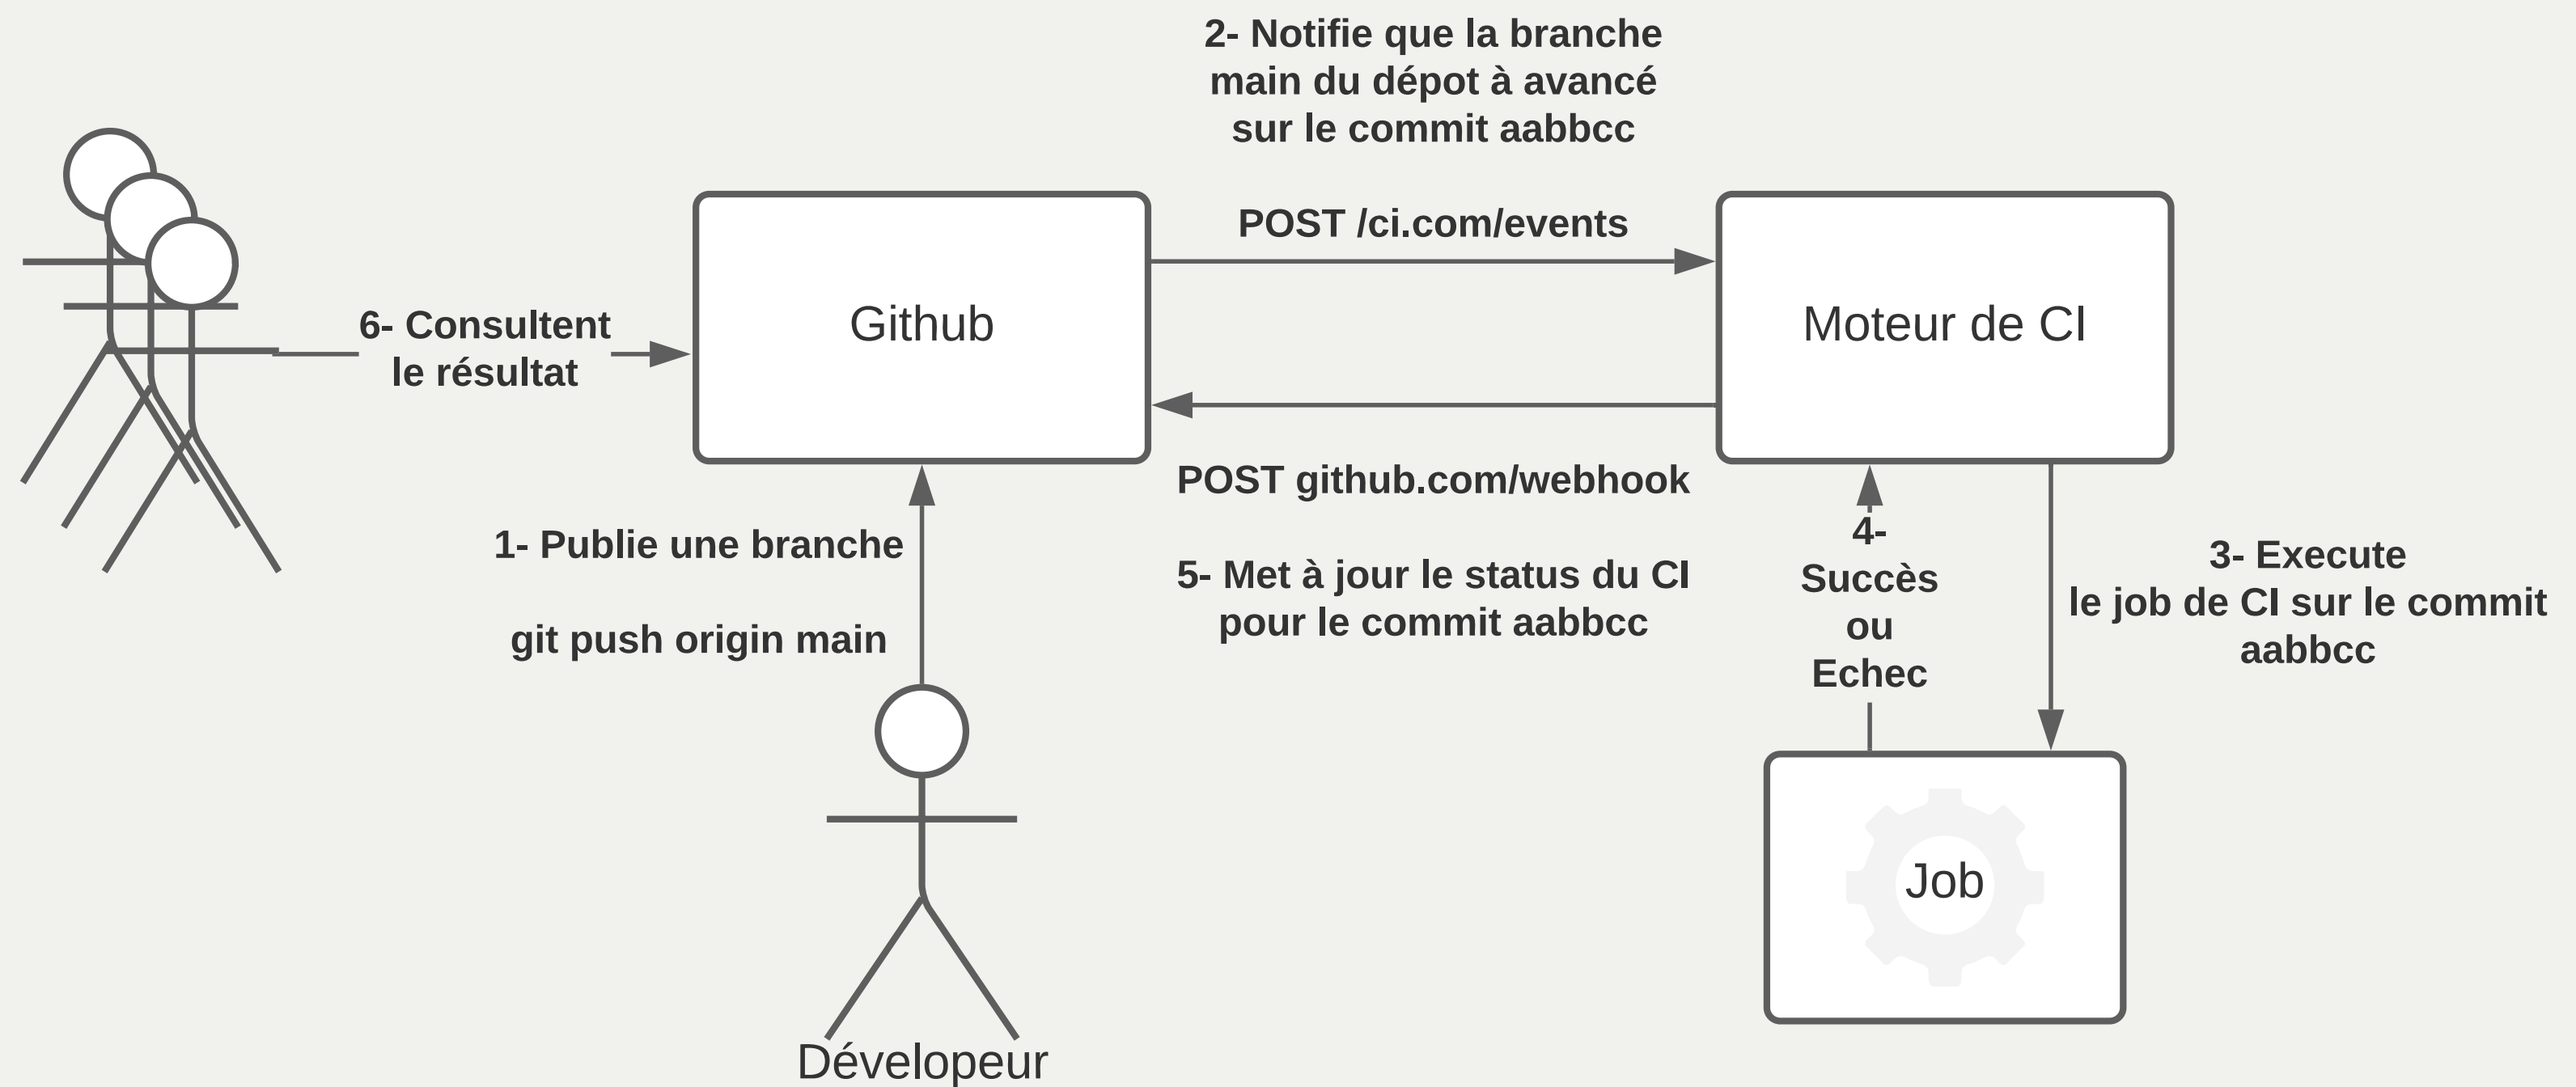 2- Notifie que la branche
main du dépot à avancé
sur le commit aabbcc
POST /ci.com/events
Github
Moteur de CI
6- Consultent
le résultat
POST github.com/webhook
5- Met à jour le status du CI
pour le commit aabbcc
1- Publie une branche
git push origin main
4-
Succès
ou
Echec
3- Execute
le job de CI sur le commit
aabbcc
Job
Dévelopeur